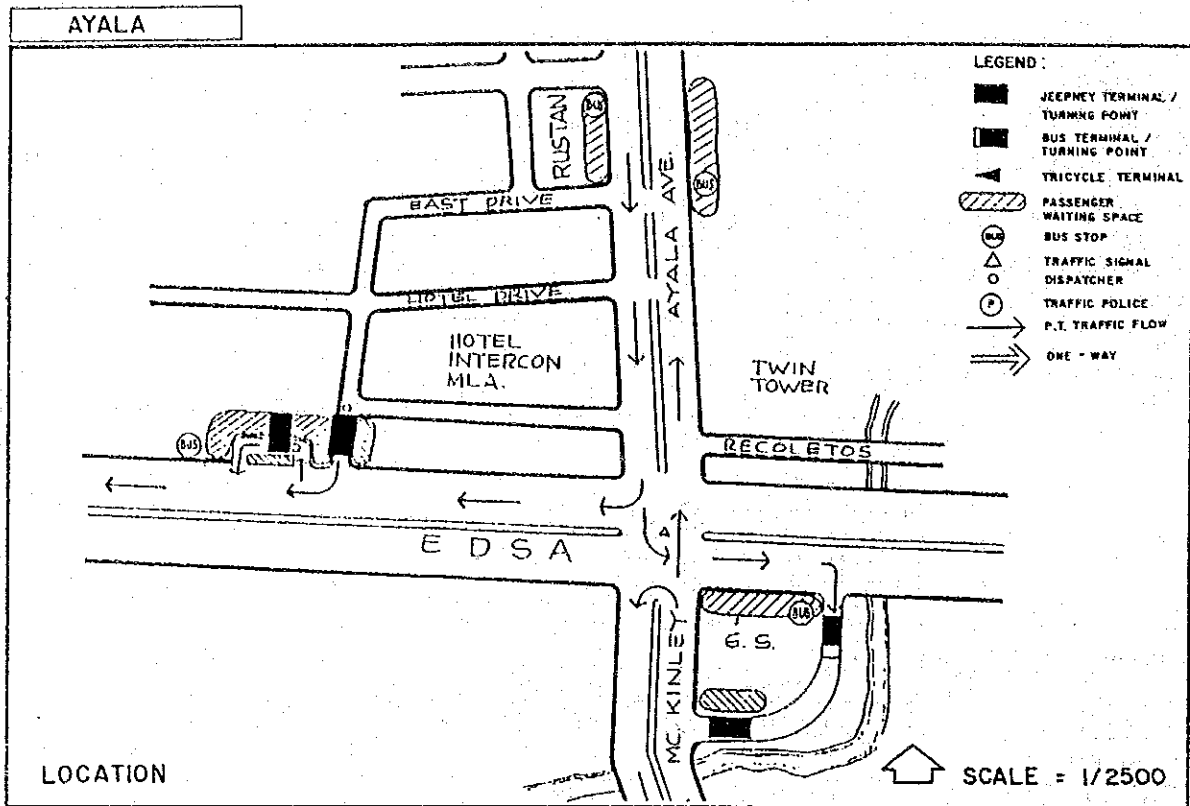 AYALA
LEGEND :
JEEPNEY TERMINAL /
TURNING POINT
BUS TERMINAL /
TURNING POINT
TRICYCLE TERMINAL
PASSENGER
WAITING SPACE
BUS
BUS STOP
TRAFFIC SIGNAL
DISPATCHER
P
TRAFFIC POLICE
P.T. TRAFFIC FLOW
ONE - WAY
RUSTAN
BUS
BUS
AYALA AVE.
EAST DRIVE
HOTEL DRIVE
HOTEL
INTERCON
MLA.
TWIN
TOWER
BUS
RECOLETOS
EDSA
BUS
G. S.
MC. KINLEY
LOCATION
SCALE = 1/2500